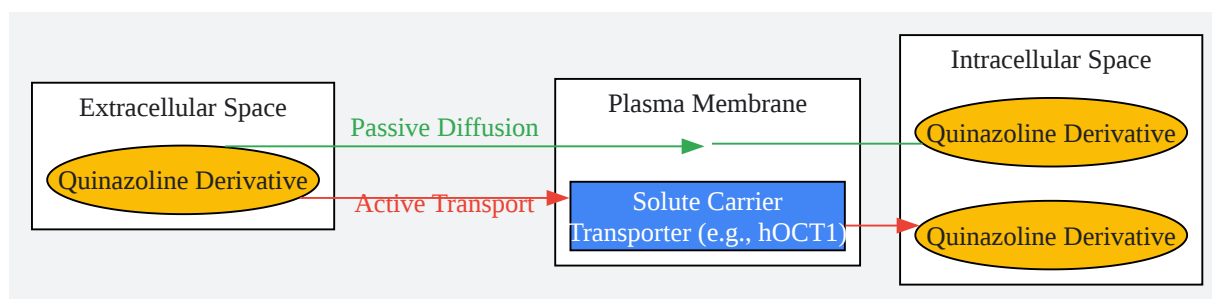 Extracellular Space
Quinazoline Derivative
Passive Diffusion
Active Transport
Plasma Membrane
Solute Carrier
Transporter (e.g., hOCT1)
Intracellular Space
Quinazoline Derivative
Quinazoline Derivative